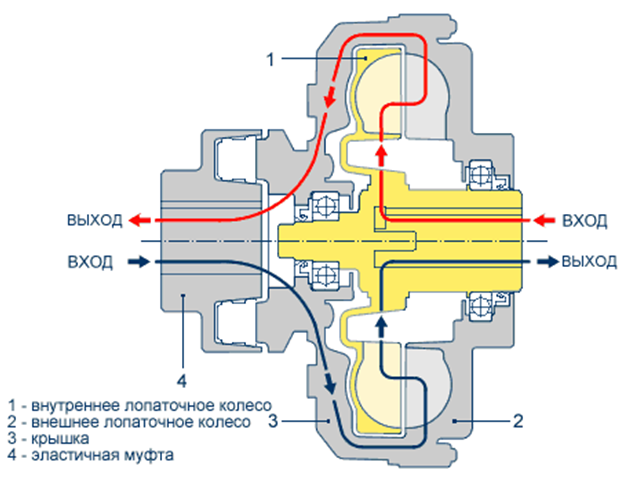 1
ВЫХОД
ВХОД
ВХОД
ВЫХОД
4
3
2
1 - внутреннее лопаточное колесо
2 - внешнее лопаточное колесо
3 - крышка
4 - эластичная муфта